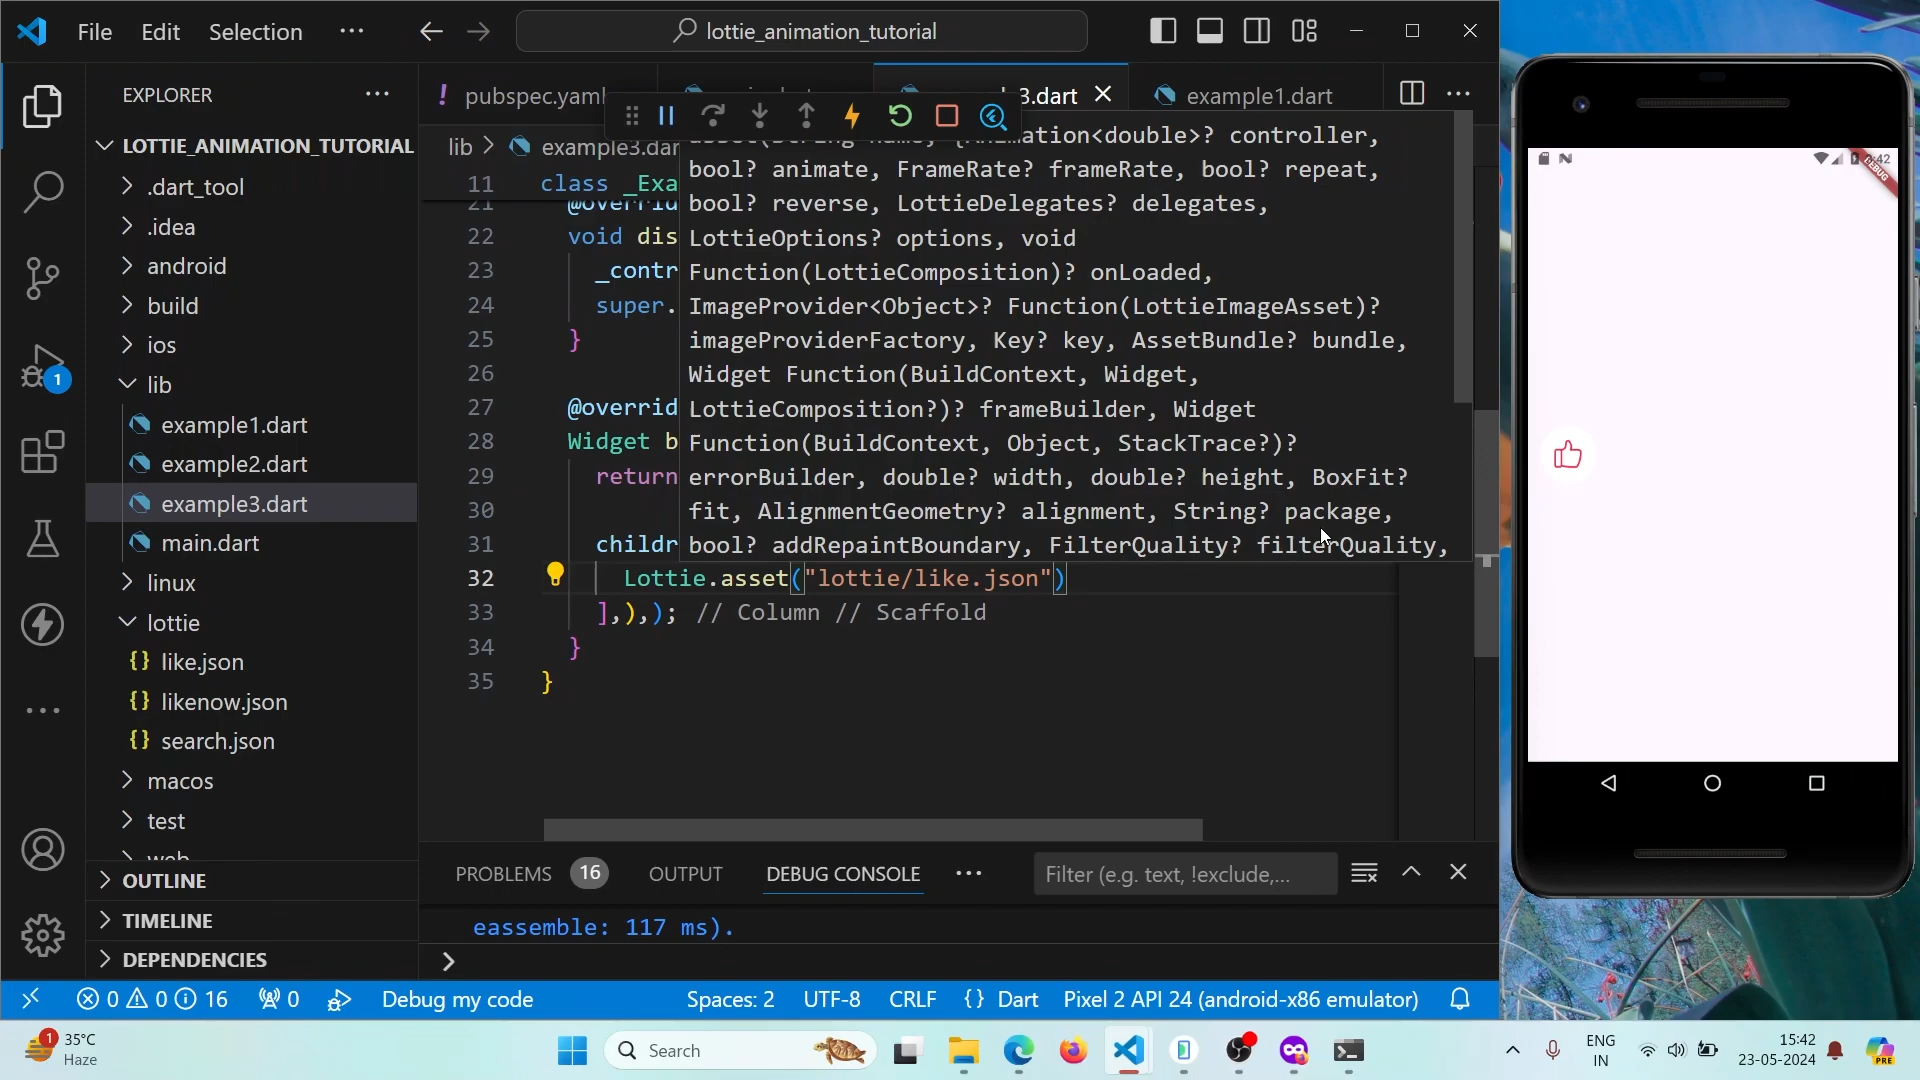 File Edit Selection ···
lottie_animation_tutorial
EXPLORER
LOTTIE_ANIMATION_TUTORIAL
.dart_tool
.idea
android
build
ios
lib
example1.dart
example2.dart
example3.dart
main.dart
linux
lottie
{} like.json
{} likenow.json
{} search.json
macos
test
web
OUTLINE
TIMELINE
DEPENDENCIES
1
! pubspec.yaml
3.dart
example1.dart
lib > example3.dar
asset(String name, {Animation<double>? controller,
bool? animate, FrameRate? frameRate, bool? repeat,
bool? reverse, LottieDelegates? delegates,
LottieOptions? options, void
Function(LottieComposition)? onLoaded,
ImageProvider<Object>? Function(LottieImageAsset)?
imageProviderFactory, Key? key, AssetBundle? bundle,
Widget Function(BuildContext, Widget,
LottieComposition?)? frameBuilder, Widget
Function(BuildContext, Object, StackTrace?)?
errorBuilder, double? width, double? height, BoxFit?
fit, AlignmentGeometry? alignment, String? package,
bool? addRepaintBoundary, FilterQuality? filterQuality,
11 class _Exa
21 @overrid
22 void dis
23 _contr
24 super.
25 }
26
27 @overrid
28 Widget b
29 return
30
31 childr
32 Lottie.asset("lottie/like.json")
33 ],),); // Column // Scaffold
34 }
35 }
PROBLEMS 16 OUTPUT DEBUG CONSOLE ···
Filter (e.g. text, !exclude,...
eassemble: 117 ms).
0 0 16 0 Debug my code Spaces: 2 UTF-8 CRLF {} Dart Pixel 2 API 24 (android-x86 emulator)
:42
DEBUG
1 35°C
Haze
Search
ENG
IN
15:42
23-05-2024
PRE